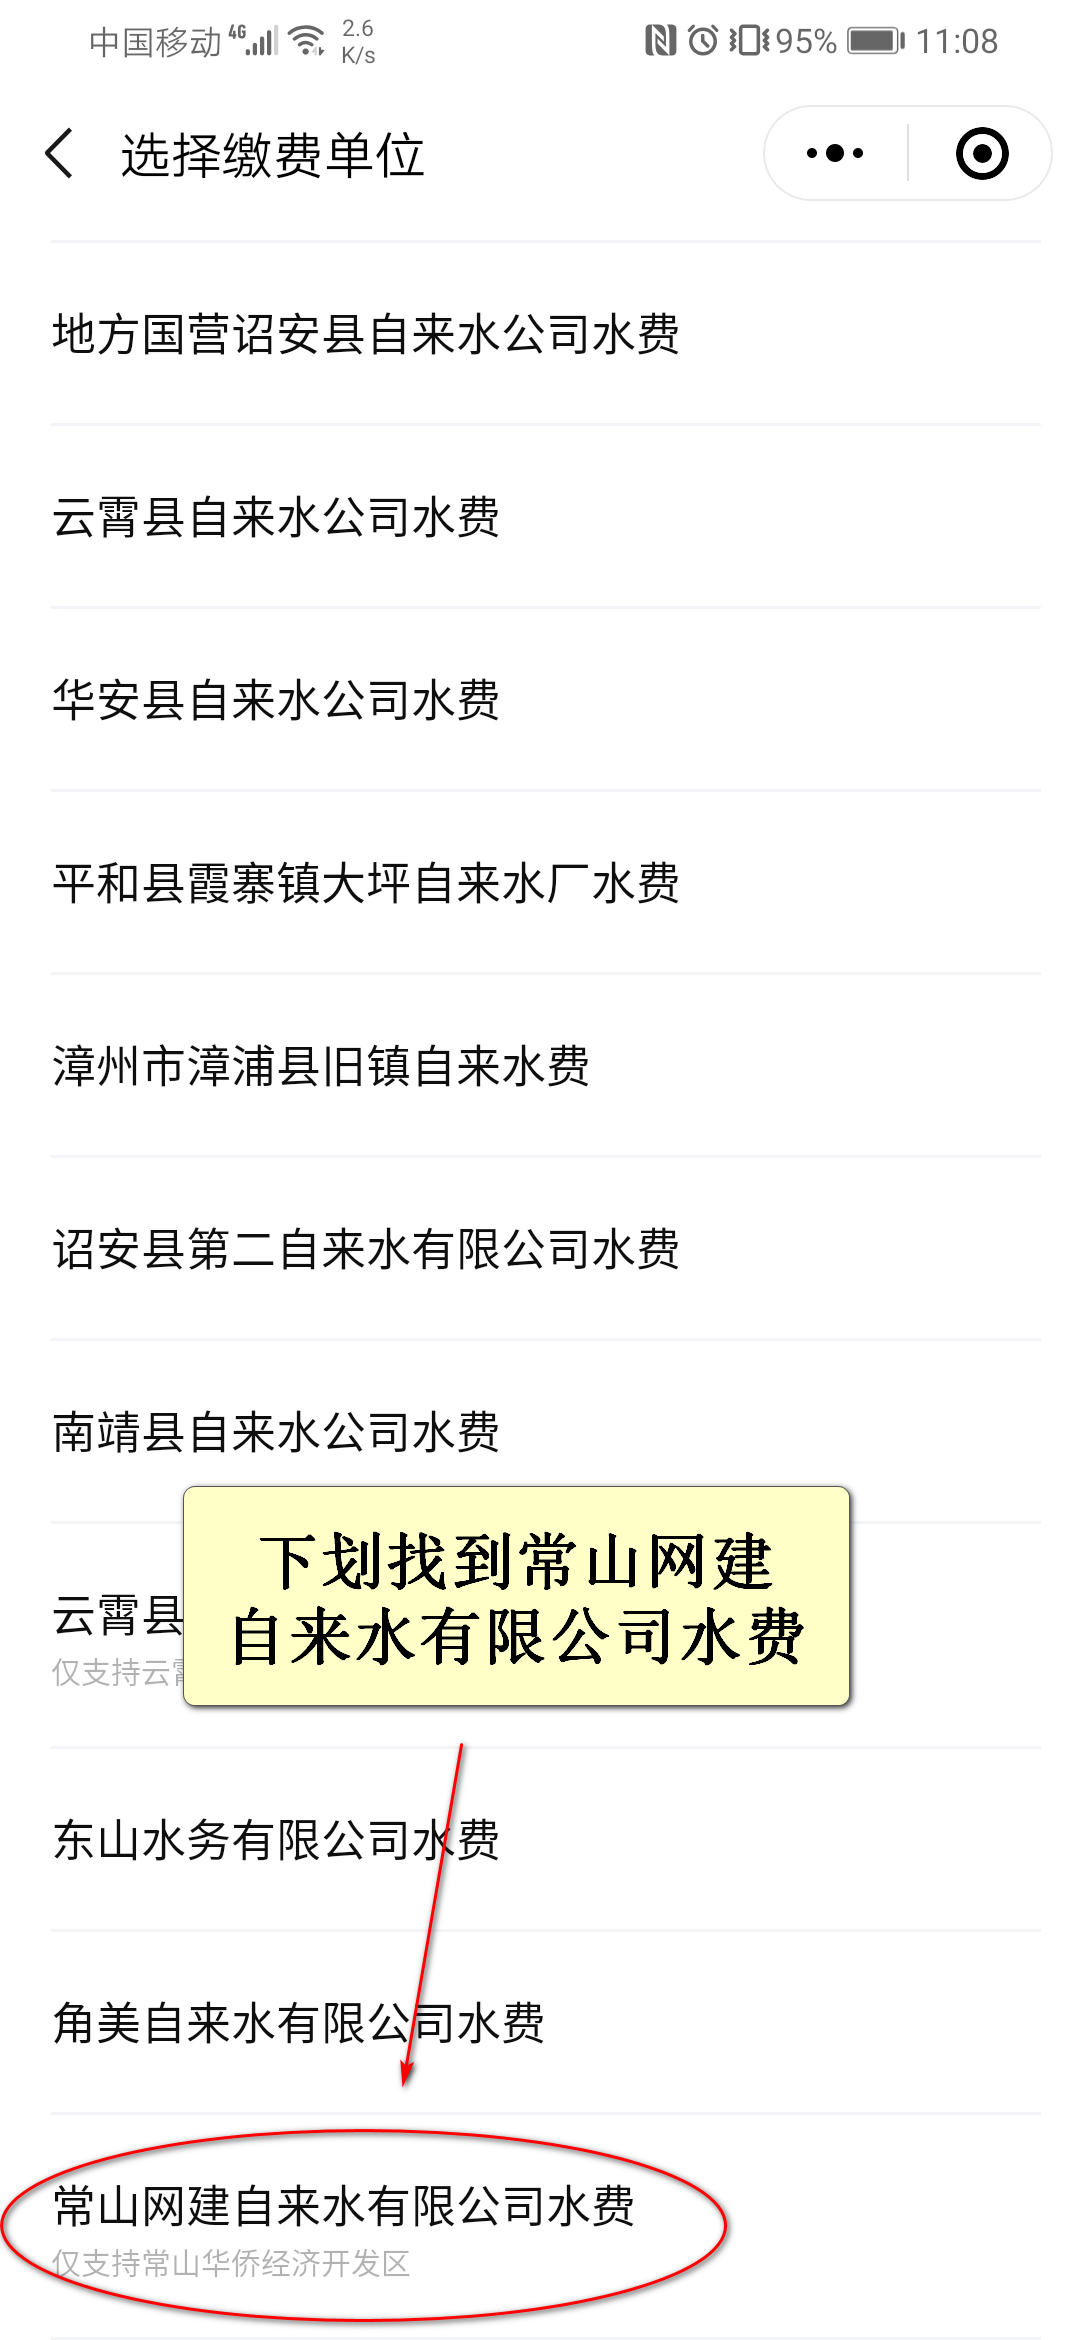 中国移动 4G 2.6 K/s 95% 11:08
选择缴费单位
地方国营诏安县自来水公司水费
云霄县自来水公司水费
华安县自来水公司水费
平和县霞寨镇大坪自来水厂水费
漳州市漳浦县旧镇自来水费
诏安县第二自来水有限公司水费
南靖县自来水公司水费
下划找到常山网建
自来水有限公司水费
云霄县
仅支持云霄
东山水务有限公司水费
角美自来水有限公司水费
常山网建自来水有限公司水费
仅支持常山华侨经济开发区